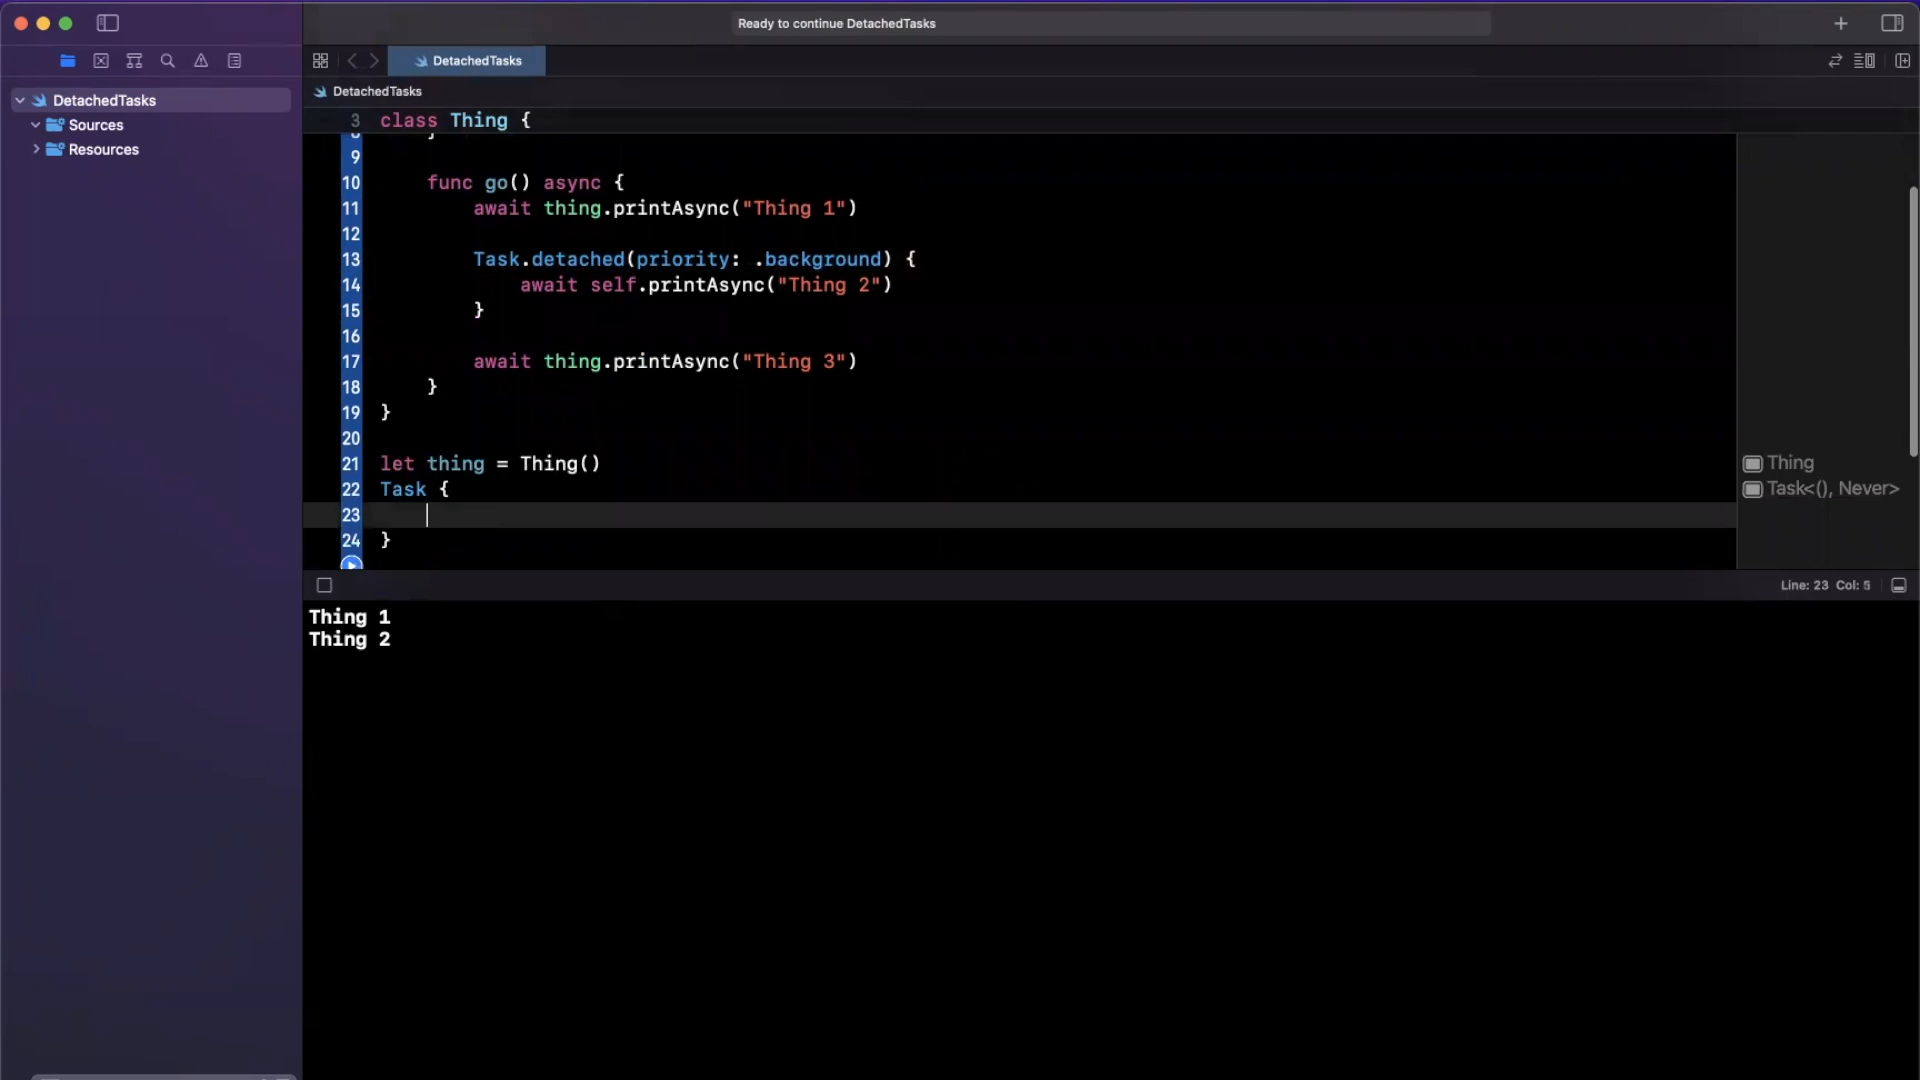 Ready to continue DetachedTasks
DetachedTasks
DetachedTasks
Sources
Resources
DetachedTasks
3 class Thing {
8 }
9
10 func go() async {
11 await thing.printAsync("Thing 1")
12
13 Task.detached(priority: .background) {
14 await self.printAsync("Thing 2")
15 }
16
17 await thing.printAsync("Thing 3")
18 }
19 }
20
21 let thing = Thing()
Thing
22 Task {
Task<(), Never>
23
24 }
Line: 23 Col: 5
Thing 1
Thing 2